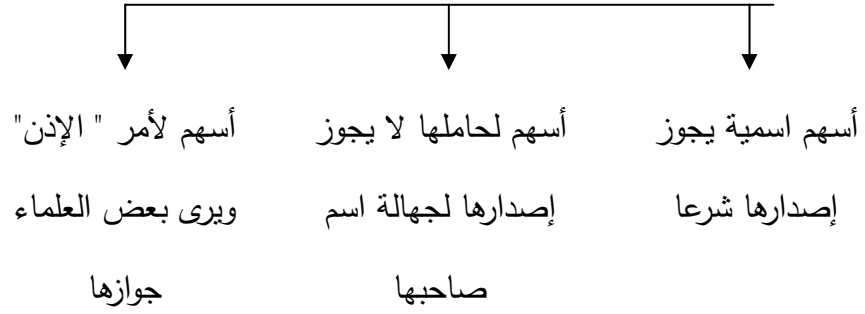 أسهم اسمية يجوز
إصدارها شرعا
أسهم لحاملها لا يجوز
إصدارها لجهالة اسم
صاحبها
أسهم لأمر " الإذن"
ويرى بعض العلماء
جوازها